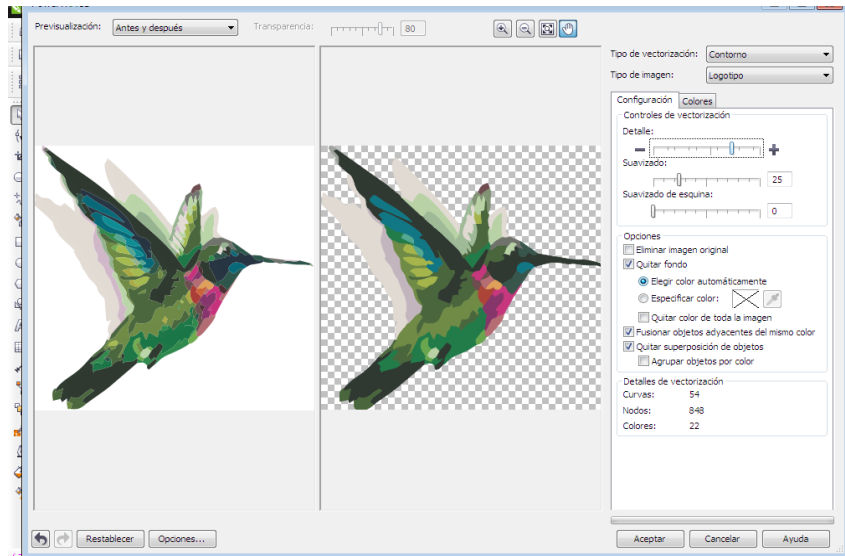 Previsualización: Antes y después Transparencia: 80
Tipo de vectorización: Contorno
Tipo de imagen: Logotipo
Configuración Colores
Controles de vectorización
Detalle:
Suavizado:
25
Suavizado de esquina:
0
Opciones
Eliminar imagen original
Quitar fondo
Elegir color automáticamente
Especificar color:
Quitar color de toda la imagen
Fusionar objetos adyacentes del mismo color
Quitar superposición de objetos
Agrupar objetos por color
Detalles de vectorización
Curvas: 54
Nodos: 848
Colores: 22
Restablecer Opciones... Aceptar Cancelar Ayuda